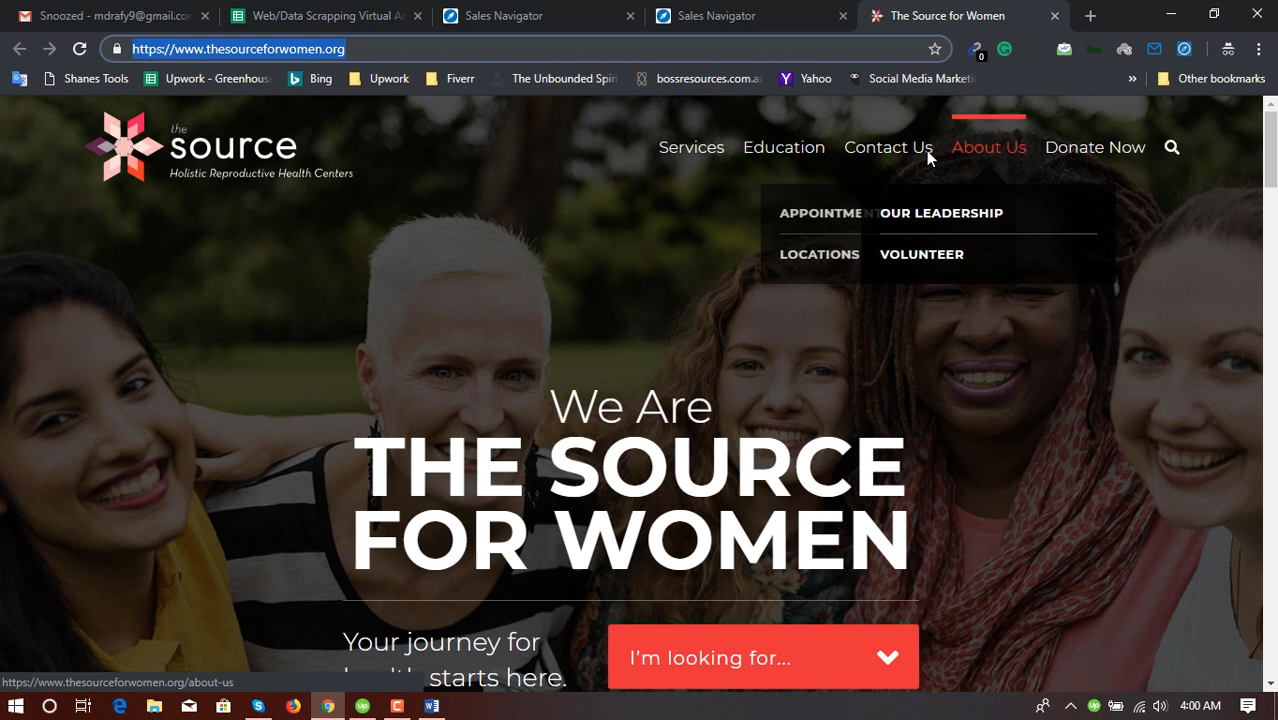 Snoozed - mdrafy9@gmail.co
Web/Data Scrapping Virtual A
Sales Navigator
Sales Navigator
The Source for Women
https://www.thesourceforwomen.org
0
Shanes Tools
Upwork - Greenhous
Bing
Upwork
Fiverr
The Unbounded Spiri
bossresources.com.au
Yahoo
Social Media Marketi
»
Other bookmarks
the
source
Holistic Reproductive Health Centers
Services
Education
Contact Us
About Us
Donate Now
APPOINTMENT
OUR LEADERSHIP
LOCATIONS
VOLUNTEER
We Are
THE SOURCE
FOR WOMEN
Your journey for
starts here.
I'm looking for...
https://www.thesourceforwomen.org/about-us
4:00 AM